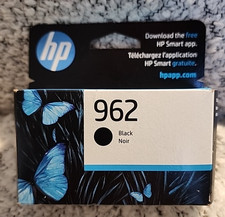 hp
Download the free
HP Smart app.
Téléchargez l'application
HP Smart gratuite.
hpapp.com
962
Black
Noir